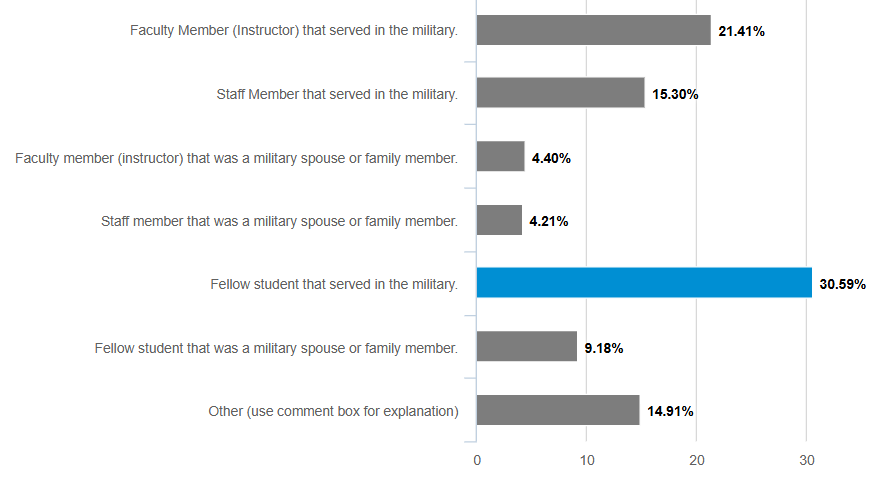 Faculty Member (Instructor) that served in the military.
21.41%
Staff Member that served in the military.
15.30%
Faculty member (instructor) that was a military spouse or family member.
4.40%
Staff member that was a military spouse or family member.
4.21%
Fellow student that served in the military.
30.59%
Fellow student that was a military spouse or family member.
9.18%
Other (use comment box for explanation)
14.91%
0 10 20 30